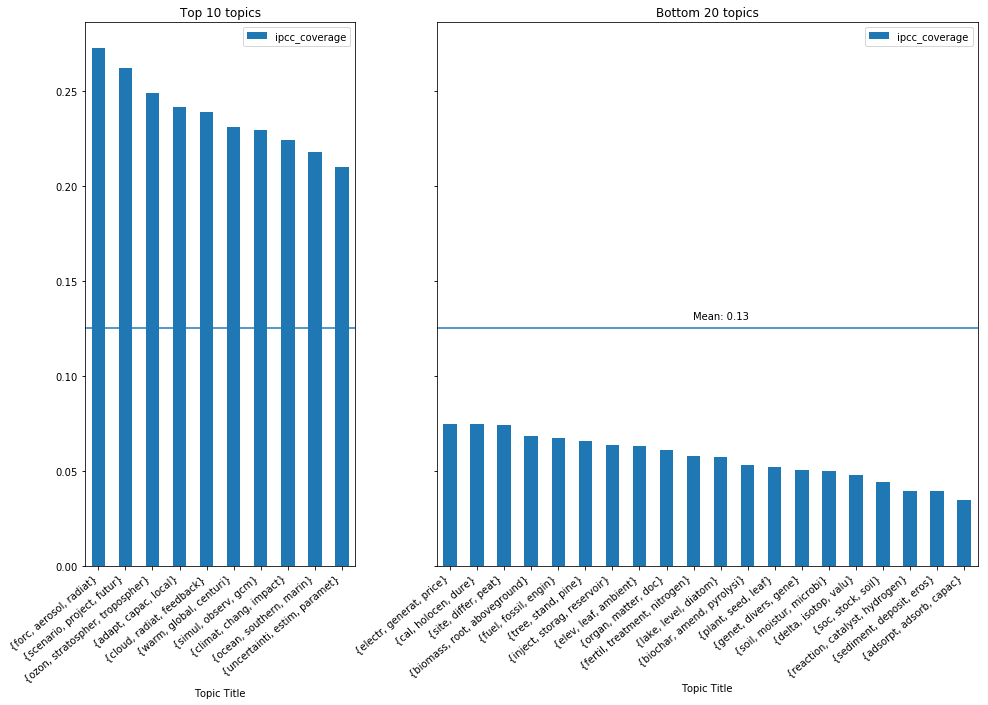 Top 10 topics
ipcc_coverage
0.25
0.20
0.15
0.10
0.05
0.00
{forc, aerosol, radiat}
{scenario, project, futur}
{ozon, stratospher, tropospher}
{adapt, capac, local}
{cloud, radiat, feedback}
{warm, global, centuri}
{simul, observ, gcm}
{climat, chang, impact}
{ocean, southern, marin}
{uncertainti, estim, paramet}
Topic Title
Bottom 20 topics
ipcc_coverage
Mean: 0.13
{electr, generat, price}
{cal, holocen, dure}
{site, differ, peat}
{biomass, root, aboveground}
{fuel, fossil, engin}
{tree, stand, pine}
{inject, storag, reservoir}
{elev, leaf, ambient}
{organ, matter, doc}
{fertil, treatment, nitrogen}
{lake, level, diatom}
{biochar, amend, pyrolysi}
{plant, seed, leaf}
{genet, divers, gene}
{soil, moistur, microbi}
{delta, isotop, valu}
{soc, stock, soil}
{reaction, catalyst, hydrogen}
{sediment, deposit, eros}
{adsorpt, adsorb, capac}
Topic Title